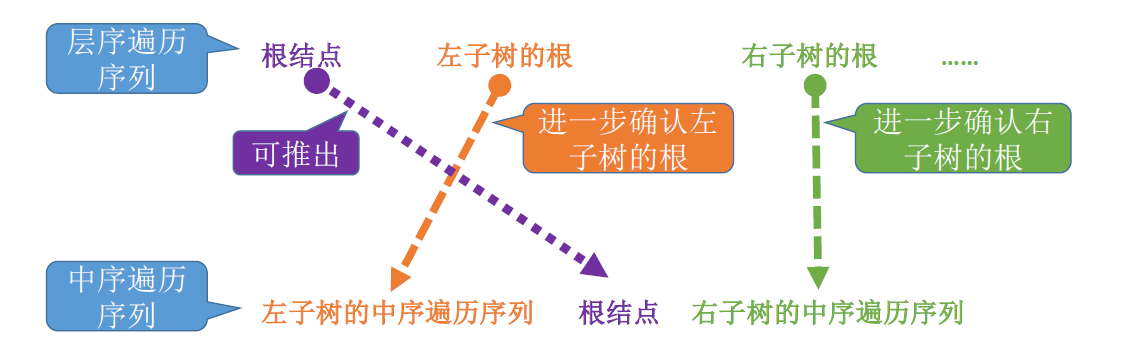 层序遍历
序列
根结点
左子树的根
右子树的根
……
可推出
进一步确认左
子树的根
进一步确认右
子树的根
中序遍历
序列
左子树的中序遍历序列
根结点
右子树的中序遍历序列